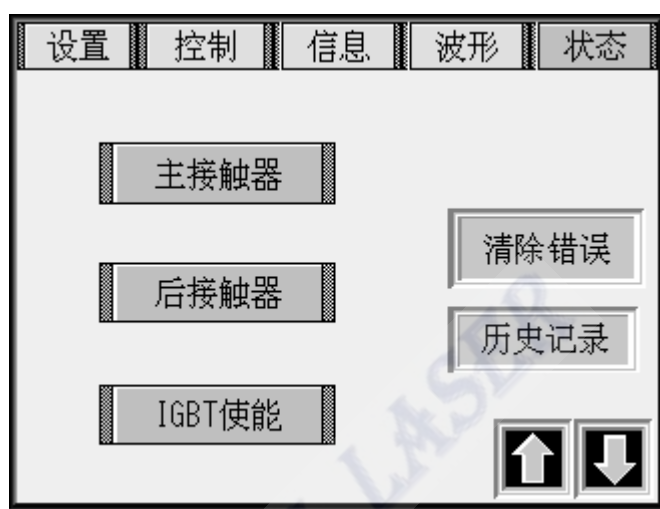 设置 控制 信息 波形 状态
主接触器
清除错误
后接触器
历史记录
IGBT使能
LASER